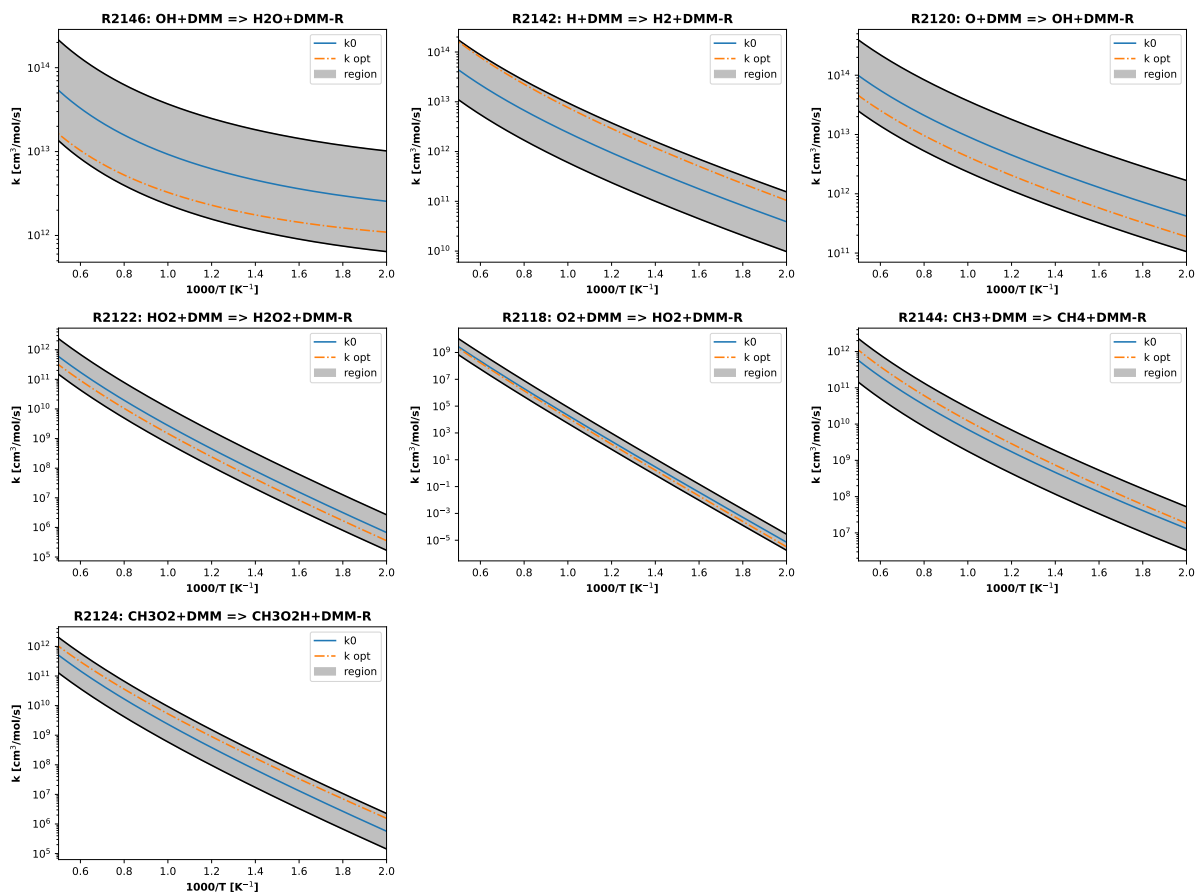 R2146: OH+DMM => H2O+DMM-R
k0
k opt
region
10^14
10^13
10^12
k [cm^3/mol/s]
0.6 0.8 1.0 1.2 1.4 1.6 1.8 2.0
1000/T [K^−1]
R2142: H+DMM => H2+DMM-R
k0
k opt
region
10^14
10^13
10^12
10^11
10^10
k [cm^3/mol/s]
0.6 0.8 1.0 1.2 1.4 1.6 1.8 2.0
1000/T [K^−1]
R2120: O+DMM => OH+DMM-R
k0
k opt
region
10^14
10^13
10^12
10^11
k [cm^3/mol/s]
0.6 0.8 1.0 1.2 1.4 1.6 1.8 2.0
1000/T [K^−1]
R2122: HO2+DMM => H2O2+DMM-R
k0
k opt
region
10^12
10^11
10^10
10^9
10^8
10^7
10^6
10^5
k [cm^3/mol/s]
0.6 0.8 1.0 1.2 1.4 1.6 1.8 2.0
1000/T [K^−1]
R2118: O2+DMM => HO2+DMM-R
k0
k opt
region
10^9
10^7
10^5
10^3
10^1
10^−1
10^−3
10^−5
k [cm^3/mol/s]
0.6 0.8 1.0 1.2 1.4 1.6 1.8 2.0
1000/T [K^−1]
R2144: CH3+DMM => CH4+DMM-R
k0
k opt
region
10^12
10^11
10^10
10^9
10^8
10^7
k [cm^3/mol/s]
0.6 0.8 1.0 1.2 1.4 1.6 1.8 2.0
1000/T [K^−1]
R2124: CH3O2+DMM => CH3O2H+DMM-R
k0
k opt
region
10^12
10^11
10^10
10^9
10^8
10^7
10^6
10^5
k [cm^3/mol/s]
0.6 0.8 1.0 1.2 1.4 1.6 1.8 2.0
1000/T [K^−1]